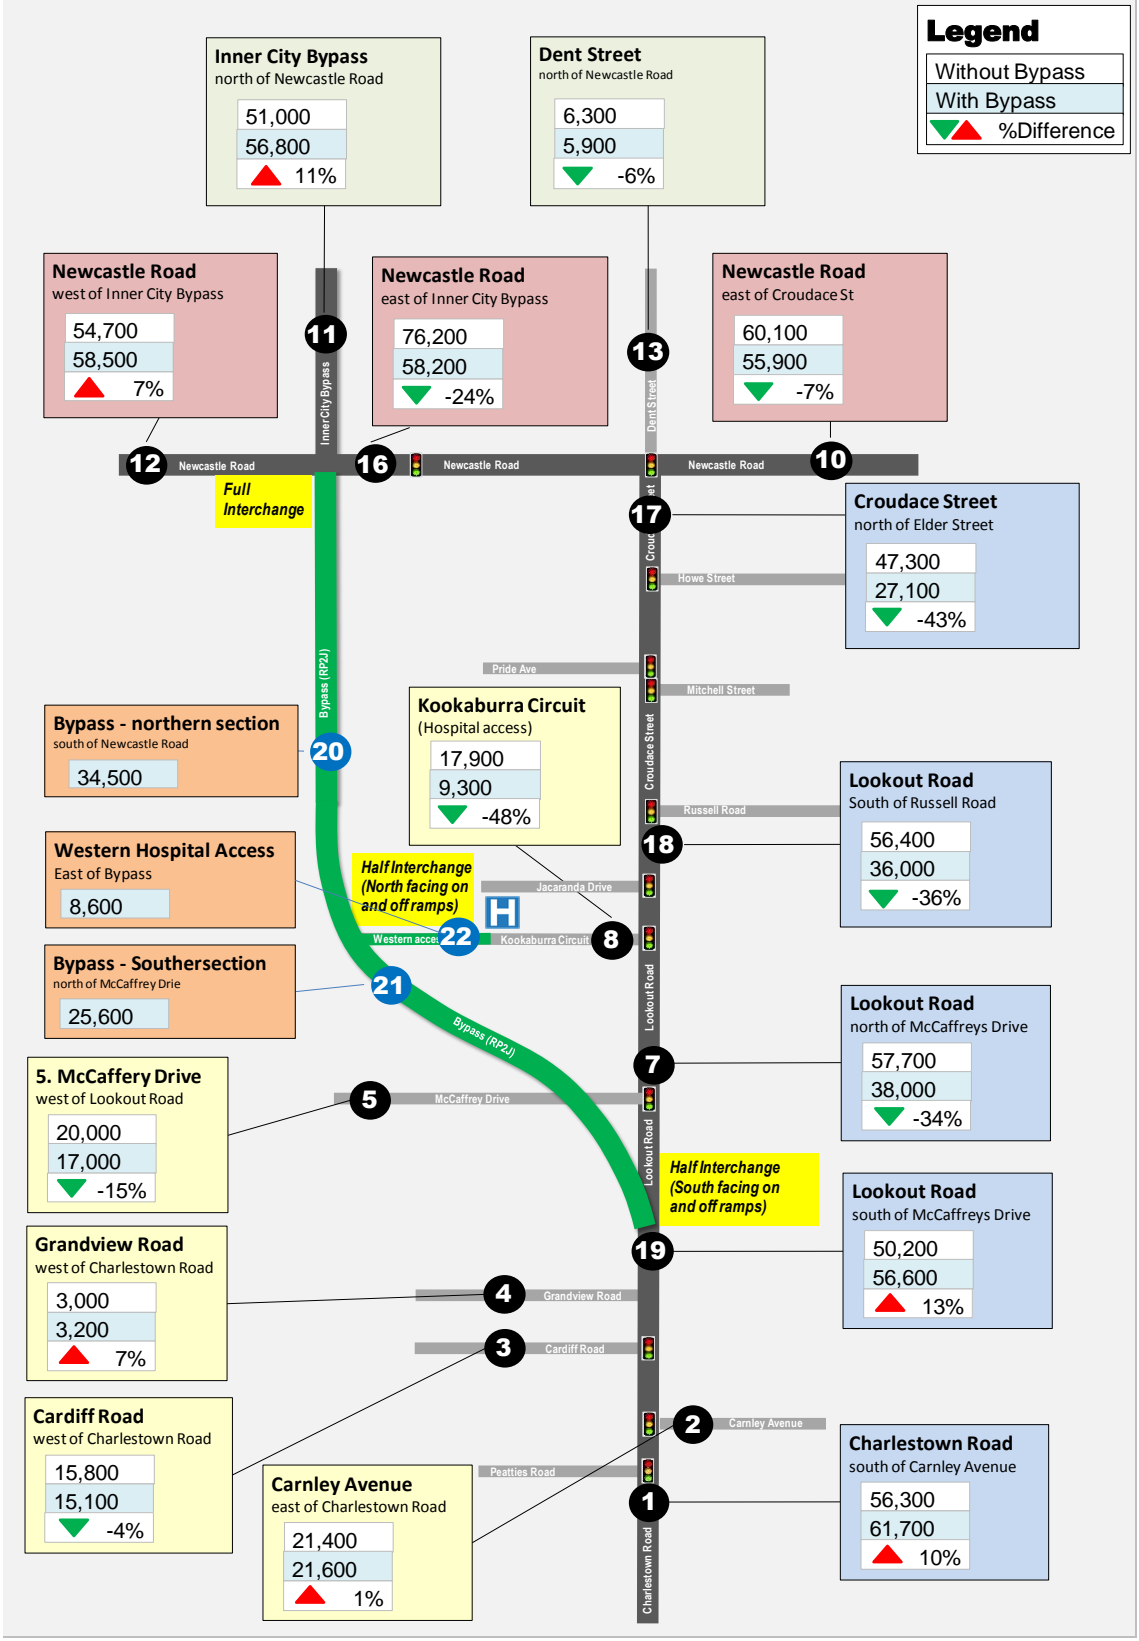 Legend
Without Bypass
With Bypass
%Difference
Inner City Bypass
north of Newcastle Road
51,000
56,800
11%
Dent Street
north of Newcastle Road
6,300
5,900
-6%
Newcastle Road
west of Inner City Bypass
54,700
58,500
7%
Newcastle Road
east of Inner City Bypass
76,200
58,200
-24%
Newcastle Road
east of Croudace St
60,100
55,900
-7%
11
13
Inner City Bypass
Dent Street
12
Newcastle Road
16
Newcastle Road
Newcastle Road
10
Full
Interchange
17
Croudace Street
north of Elder Street
47,300
27,100
-43%
Howe Street
Pride Ave
Mitchell Street
Bypass (RP2J)
Croudace Street
Kookaburra Circuit
(Hospital access)
17,900
9,300
-48%
Bypass - northern section
south of Newcastle Road
34,500
20
Russell Road
18
Lookout Road
South of Russell Road
56,400
36,000
-36%
Western Hospital Access
East of Bypass
8,600
Half Interchange
(North facing on
and off ramps)
Jacaranda Drive
H
Western acces
22
Kookaburra Circuit
8
Bypass - Southersection
north of McCaffrey Drie
25,600
21
Bypass (RP2J)
Lookout Road
7
Lookout Road
north of McCaffreys Drive
57,700
38,000
-34%
5. McCaffery Drive
west of Lookout Road
20,000
17,000
-15%
5
McCaffrey Drive
Lookout Road
Half Interchange
(South facing on
and off ramps)
19
Lookout Road
south of McCaffreys Drive
50,200
56,600
13%
Grandview Road
west of Charlestown Road
3,000
3,200
7%
4
Grandview Road
3
Cardiff Road
Cardiff Road
west of Charlestown Road
15,800
15,100
-4%
2
Carnley Avenue
Peatties Road
Carnley Avenue
east of Charlestown Road
21,400
21,600
1%
1
Charlestown Road
Charlestown Road
south of Carnley Avenue
56,300
61,700
10%